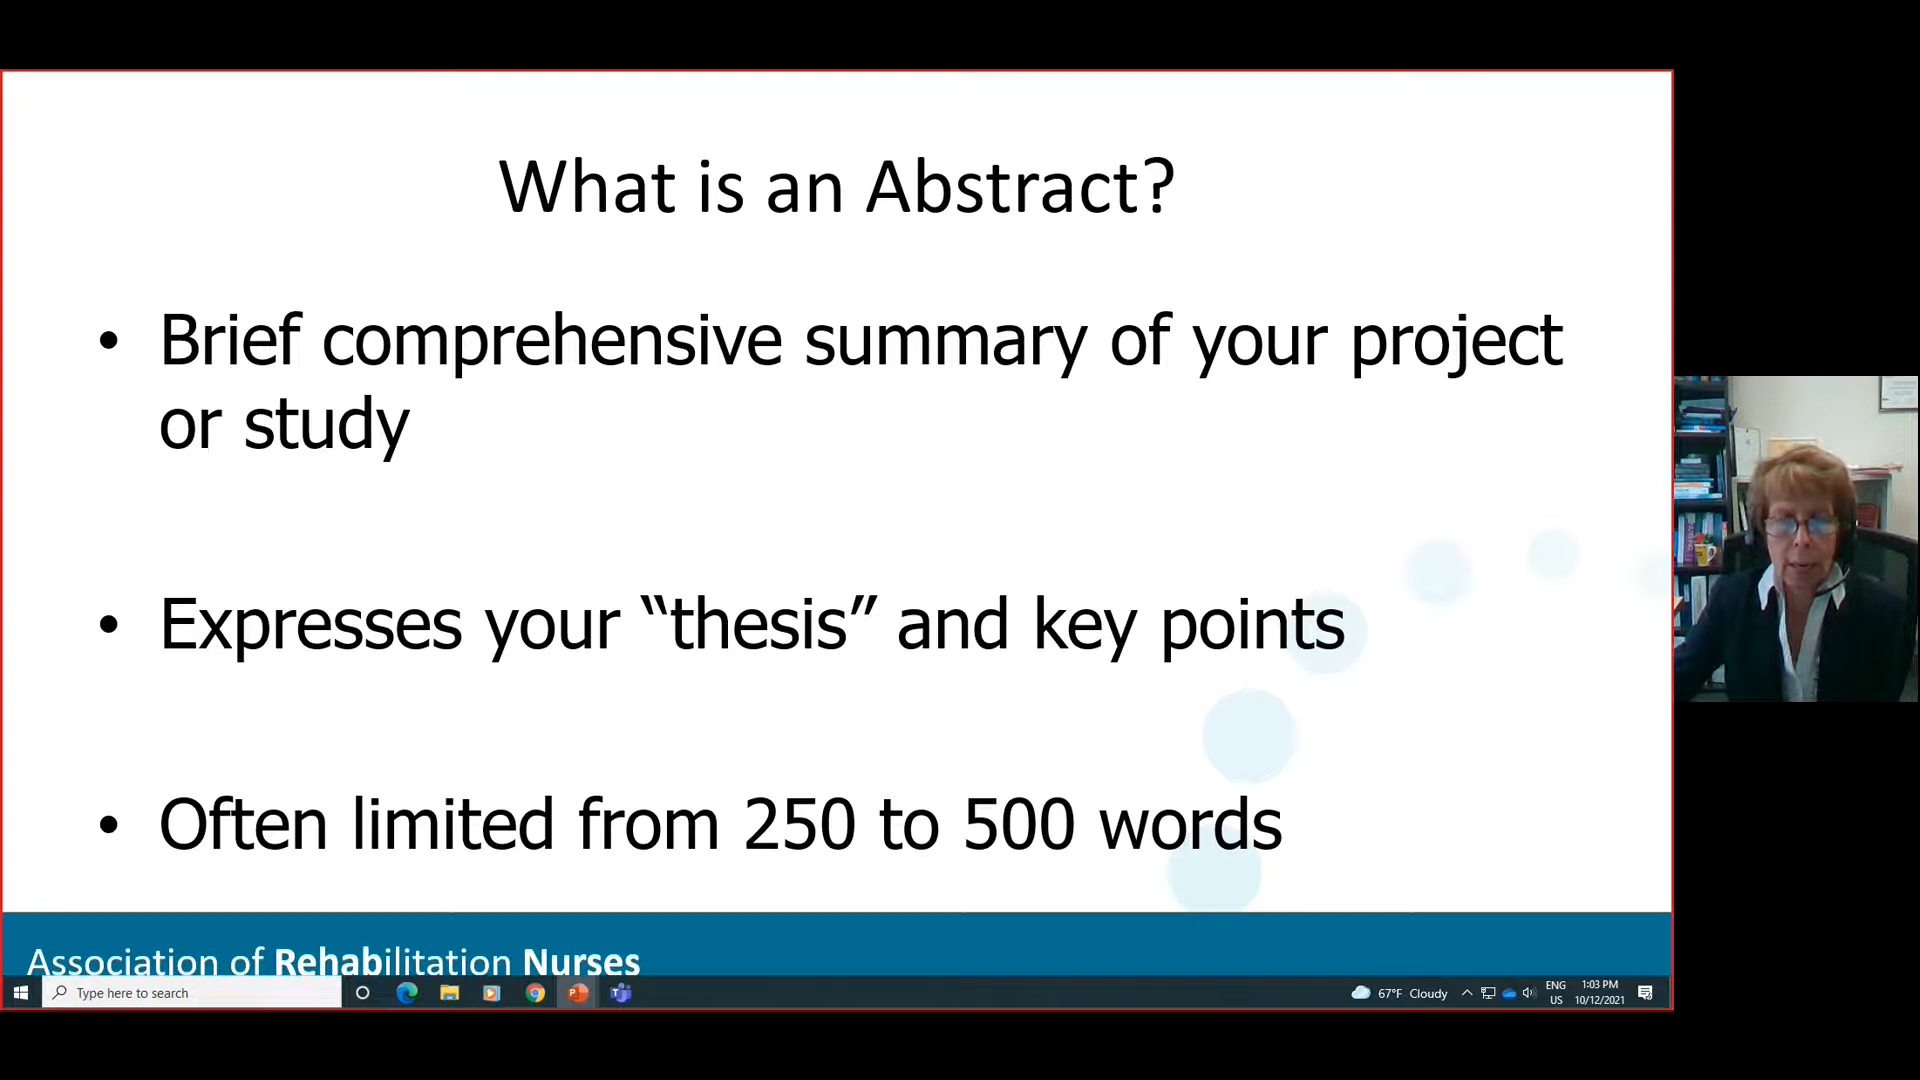 What is an Abstract?
• Brief comprehensive summary of your project
or study
• Expresses your “thesis” and key points
• Often limited from 250 to 500 words
Association of Rehabilitation Nurses
Type here to search
67°F Cloudy
ENG
US
1:03 PM
10/12/2021